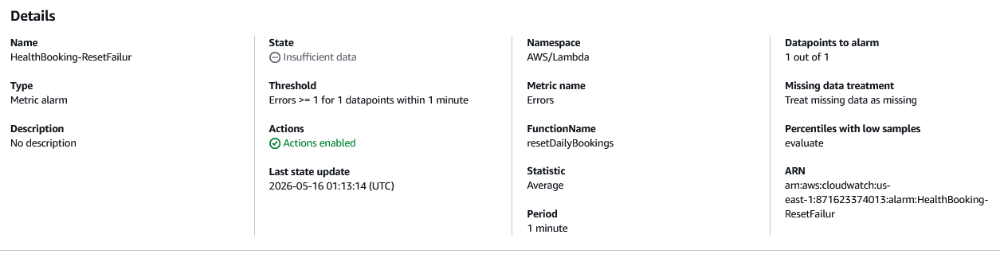 Details
Name
HealthBooking-ResetFailur
Type
Metric alarm
Description
No description
State
Insufficient data
Threshold
Errors >= 1 for 1 datapoints within 1 minute
Actions
Actions enabled
Last state update
2026-05-16 01:13:14 (UTC)
Namespace
AWS/Lambda
Metric name
Errors
FunctionName
resetDailyBookings
Statistic
Average
Period
1 minute
Datapoints to alarm
1 out of 1
Missing data treatment
Treat missing data as missing
Percentiles with low samples
evaluate
ARN
arn:aws:cloudwatch:us-
east-1:871623374013:alarm:HealthBooking-
ResetFailur